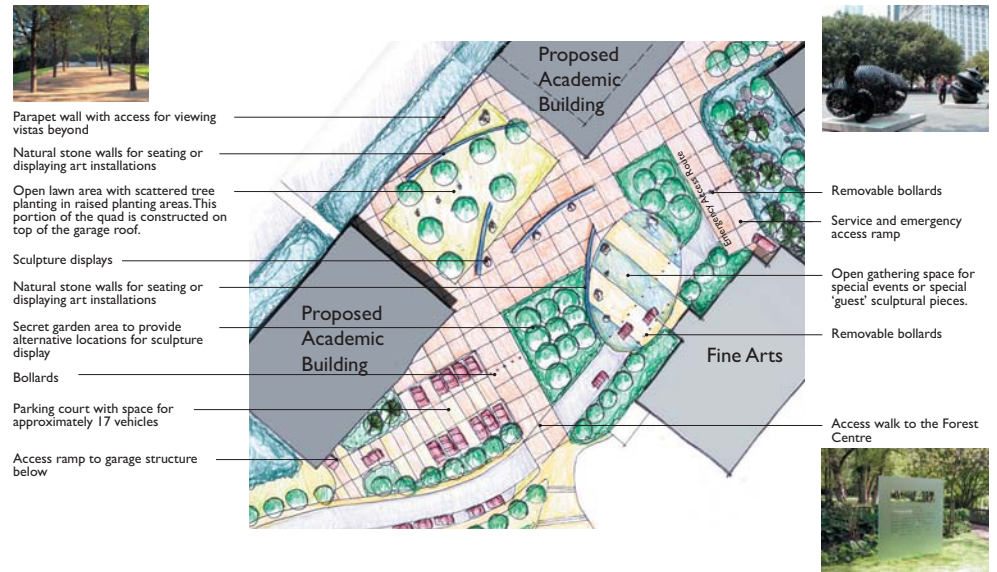 Parapet wall with access for viewing
vistas beyond
Natural stone walls for seating or
displaying art installations
Open lawn area with scattered tree
planting in raised planting areas.This
portion of the quad is constructed on
top of the garage roof.
Sculpture displays
Natural stone walls for seating or
displaying art installations
Secret garden area to provide
alternative locations for sculpture
display
Bollards
Parking court with space for
approximately 17 vehicles
Access ramp to garage structure
below
Proposed
Academic
Building
Proposed
Academic
Building
Emergency Access Route
Fine Arts
Removable bollards
Service and emergency
access ramp
Open gathering space for
special events or special
‘guest’ sculptural pieces.
Removable bollards
Access walk to the Forest
Centre